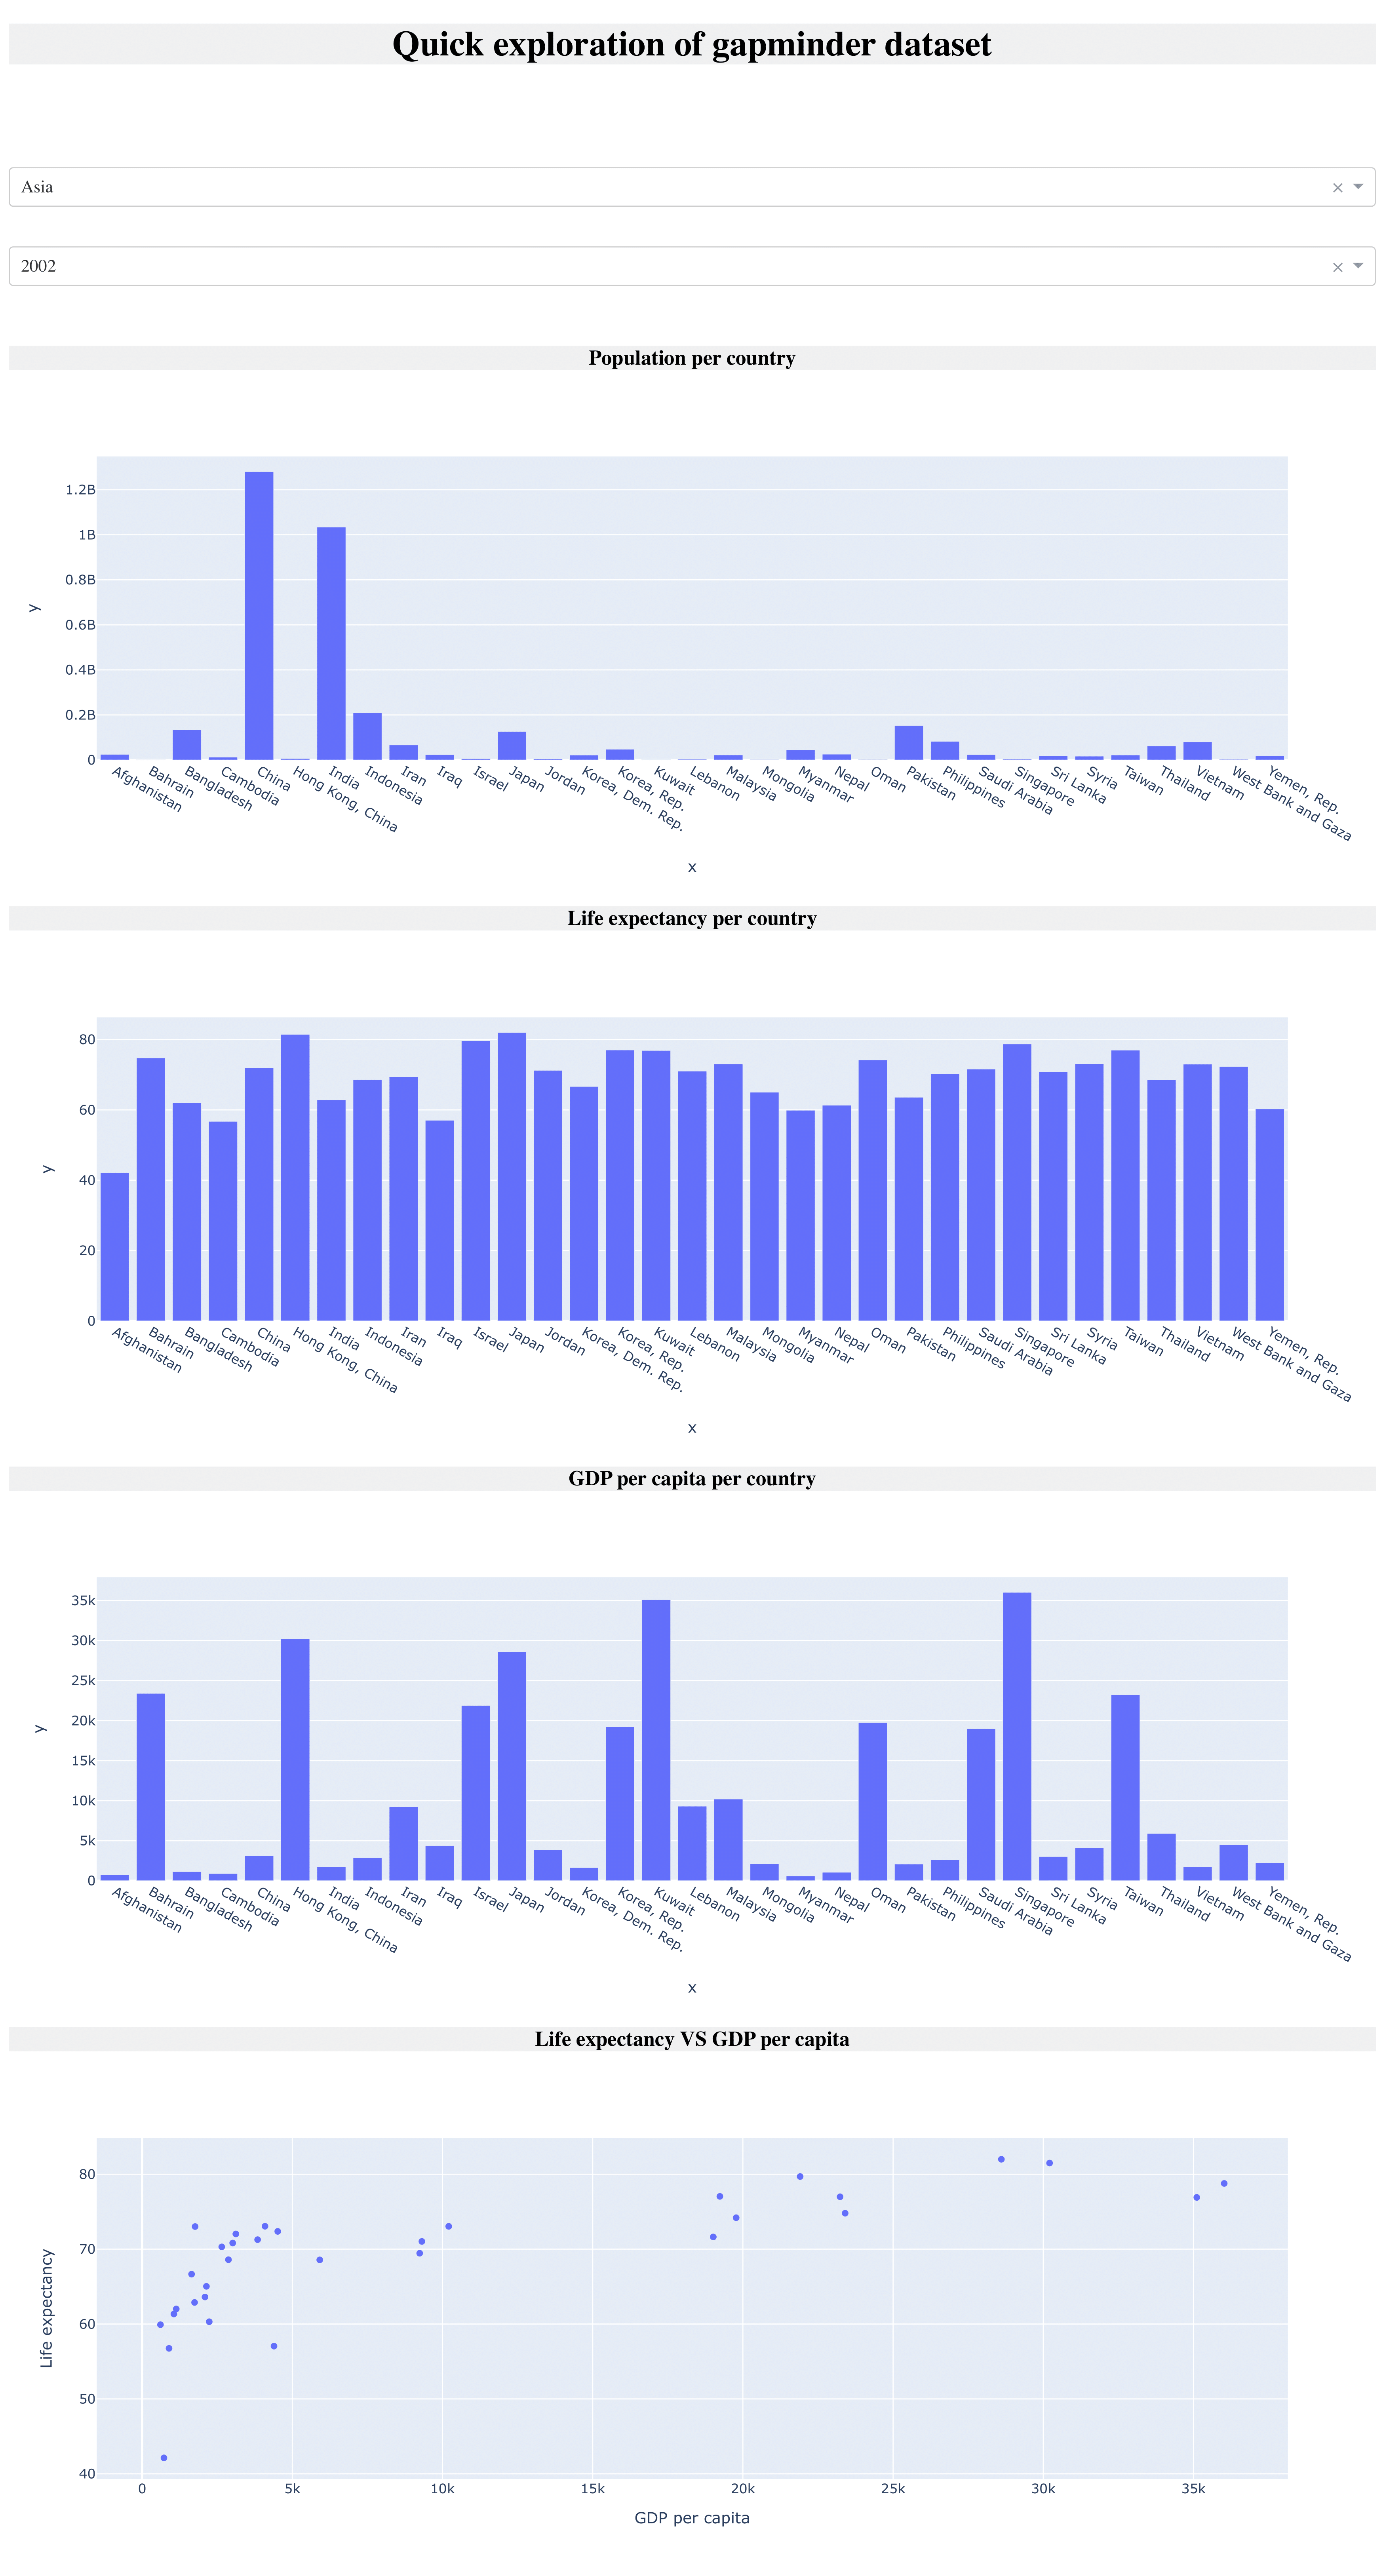 Quick exploration of gapminder dataset
Asia
2002
Population per country
1.2B
1B
0.8B
0.6B
0.4B
0.2B
0
y
Afghanistan
Bahrain
Bangladesh
Cambodia
China
Hong Kong, China
India
Indonesia
Iran
Iraq
Israel
Japan
Jordan
Korea, Dem. Rep.
Korea, Rep.
Kuwait
Lebanon
Malaysia
Mongolia
Myanmar
Nepal
Oman
Pakistan
Philippines
Saudi Arabia
Singapore
Sri Lanka
Syria
Taiwan
Thailand
Vietnam
West Bank and Gaza
Yemen, Rep.
x
Life expectancy per country
80
60
40
20
0
y
Afghanistan
Bahrain
Bangladesh
Cambodia
China
Hong Kong, China
India
Indonesia
Iran
Iraq
Israel
Japan
Jordan
Korea, Dem. Rep.
Korea, Rep.
Kuwait
Lebanon
Malaysia
Mongolia
Myanmar
Nepal
Oman
Pakistan
Philippines
Saudi Arabia
Singapore
Sri Lanka
Syria
Taiwan
Thailand
Vietnam
West Bank and Gaza
Yemen, Rep.
x
GDP per capita per country
35k
30k
25k
20k
15k
10k
5k
0
y
Afghanistan
Bahrain
Bangladesh
Cambodia
China
Hong Kong, China
India
Indonesia
Iran
Iraq
Israel
Japan
Jordan
Korea, Dem. Rep.
Korea, Rep.
Kuwait
Lebanon
Malaysia
Mongolia
Myanmar
Nepal
Oman
Pakistan
Philippines
Saudi Arabia
Singapore
Sri Lanka
Syria
Taiwan
Thailand
Vietnam
West Bank and Gaza
Yemen, Rep.
x
Life expectancy VS GDP per capita
80
70
60
50
40
Life expectancy
0 5k 10k 15k 20k 25k 30k 35k
GDP per capita